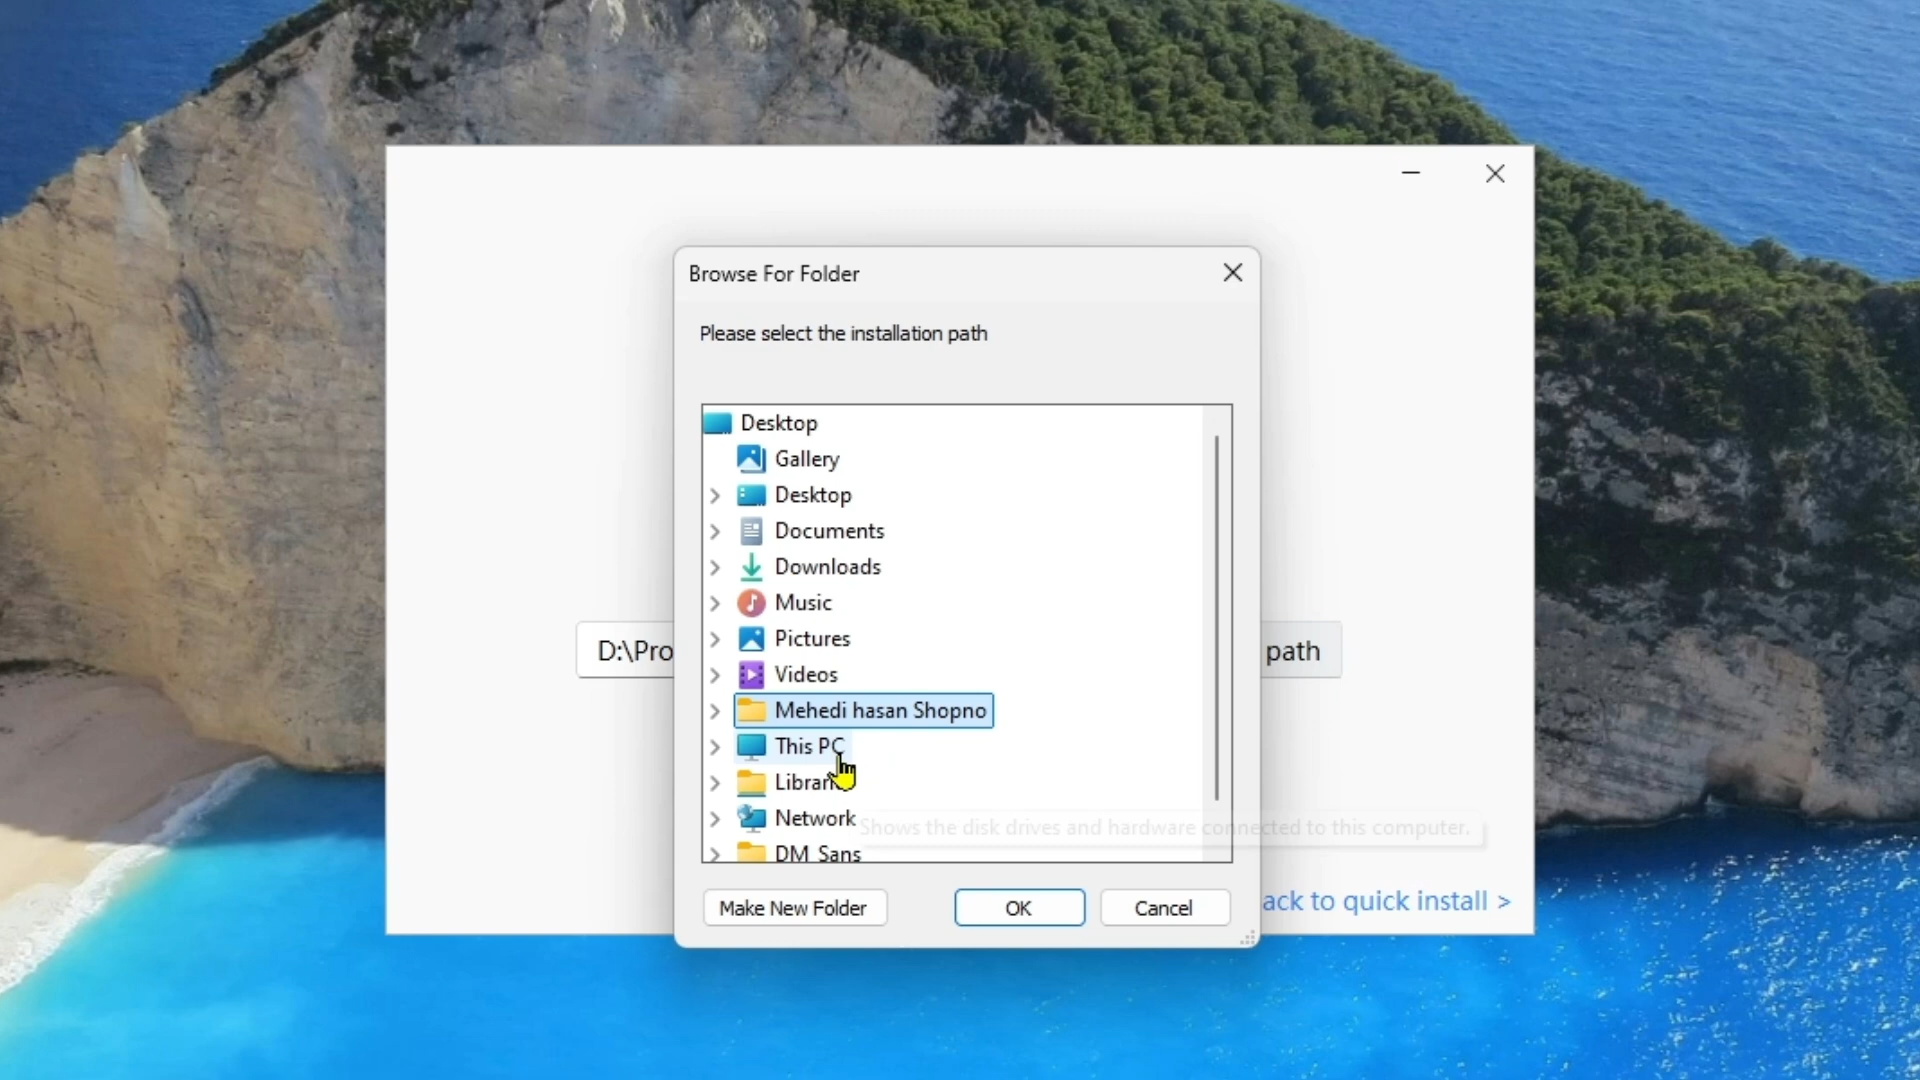 Browse For Folder
Please select the installation path
Desktop
Gallery
Desktop
Documents
Downloads
Music
Pictures
D:\Pro
path
Videos
Mehedi hasan Shopno
This PC
Network
Shows the disk drives and hardware connected to this computer.
DM Sans
Make New Folder
OK
Cancel
ack to quick install >